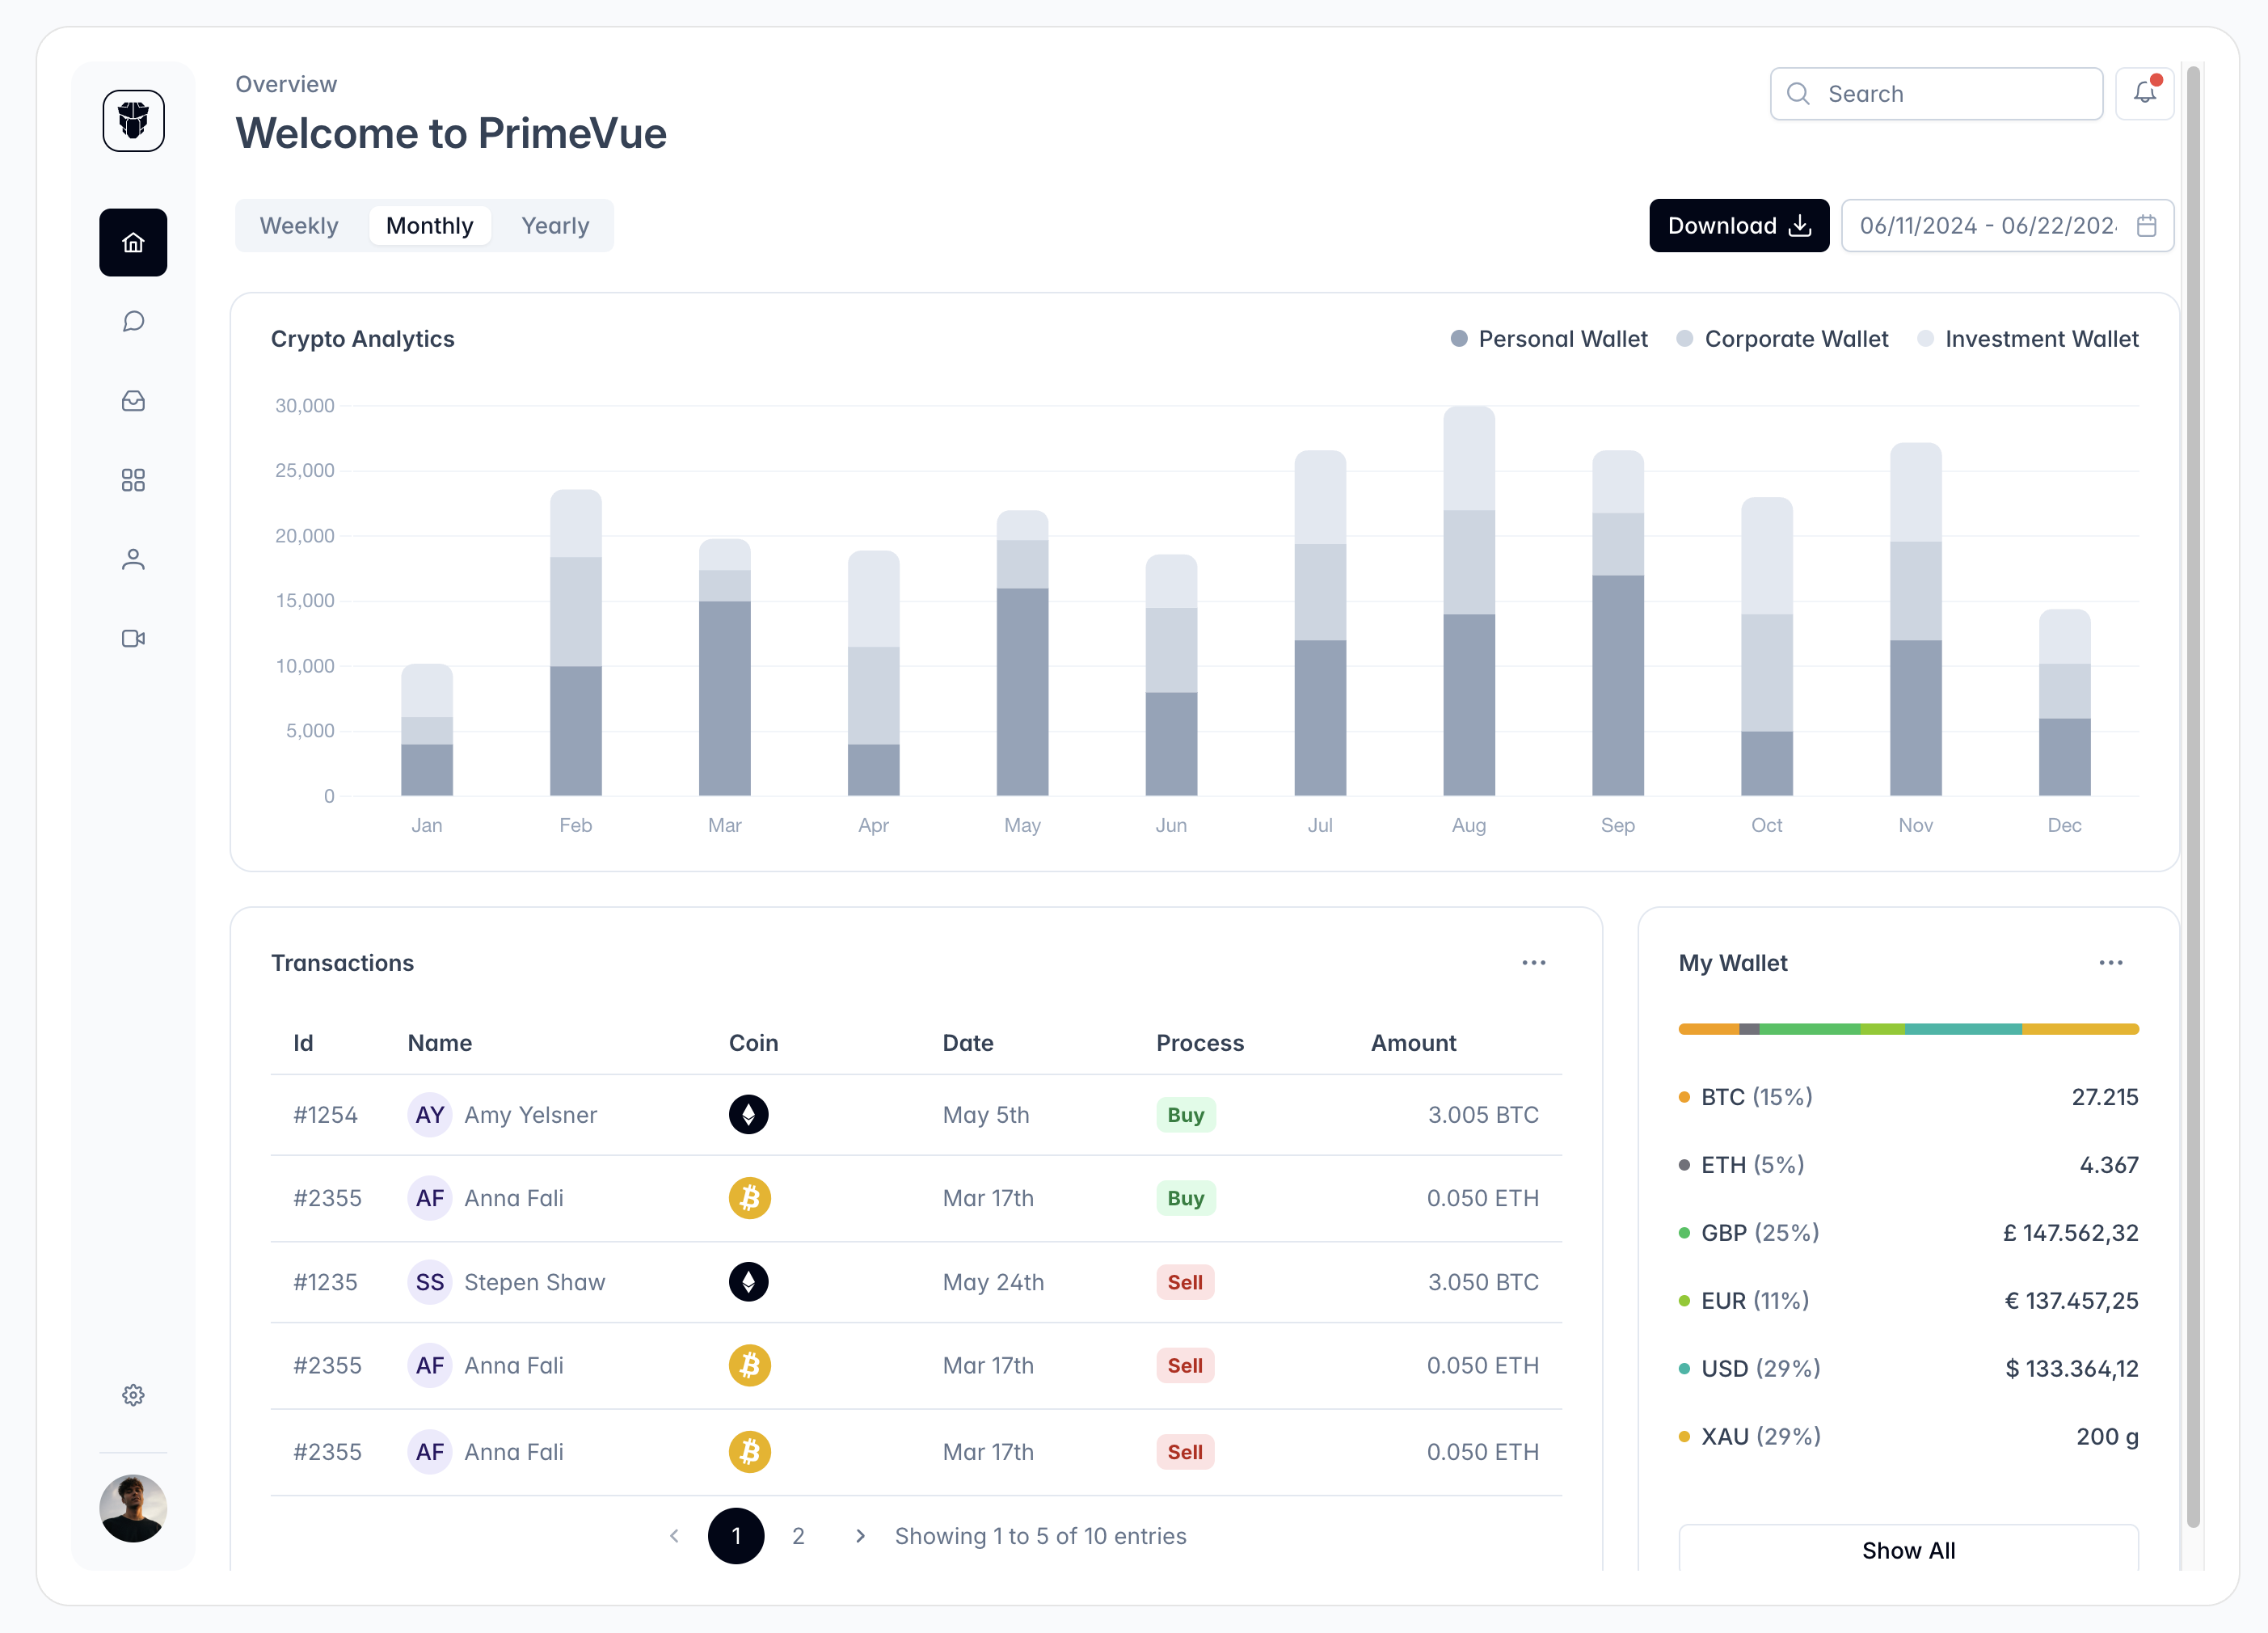 Overview
Welcome to PrimeVue
Search
Weekly Monthly Yearly
Download
06/11/2024 - 06/22/202
Crypto Analytics
Personal Wallet Corporate Wallet Investment Wallet
30,000
25,000
20,000
15,000
10,000
5,000
0
Jan Feb Mar Apr May Jun Jul Aug Sep Oct Nov Dec
Transactions
Id Name Coin Date Process Amount
#1254 AY Amy Yelsner May 5th Buy 3.005 BTC
#2355 AF Anna Fali Mar 17th Buy 0.050 ETH
#1235 SS Stepen Shaw May 24th Sell 3.050 BTC
#2355 AF Anna Fali Mar 17th Sell 0.050 ETH
#2355 AF Anna Fali Mar 17th Sell 0.050 ETH
1 2 Showing 1 to 5 of 10 entries
My Wallet
BTC (15%) 27.215
ETH (5%) 4.367
GBP (25%) £ 147.562,32
EUR (11%) € 137.457,25
USD (29%) $ 133.364,12
XAU (29%) 200 g
Show All